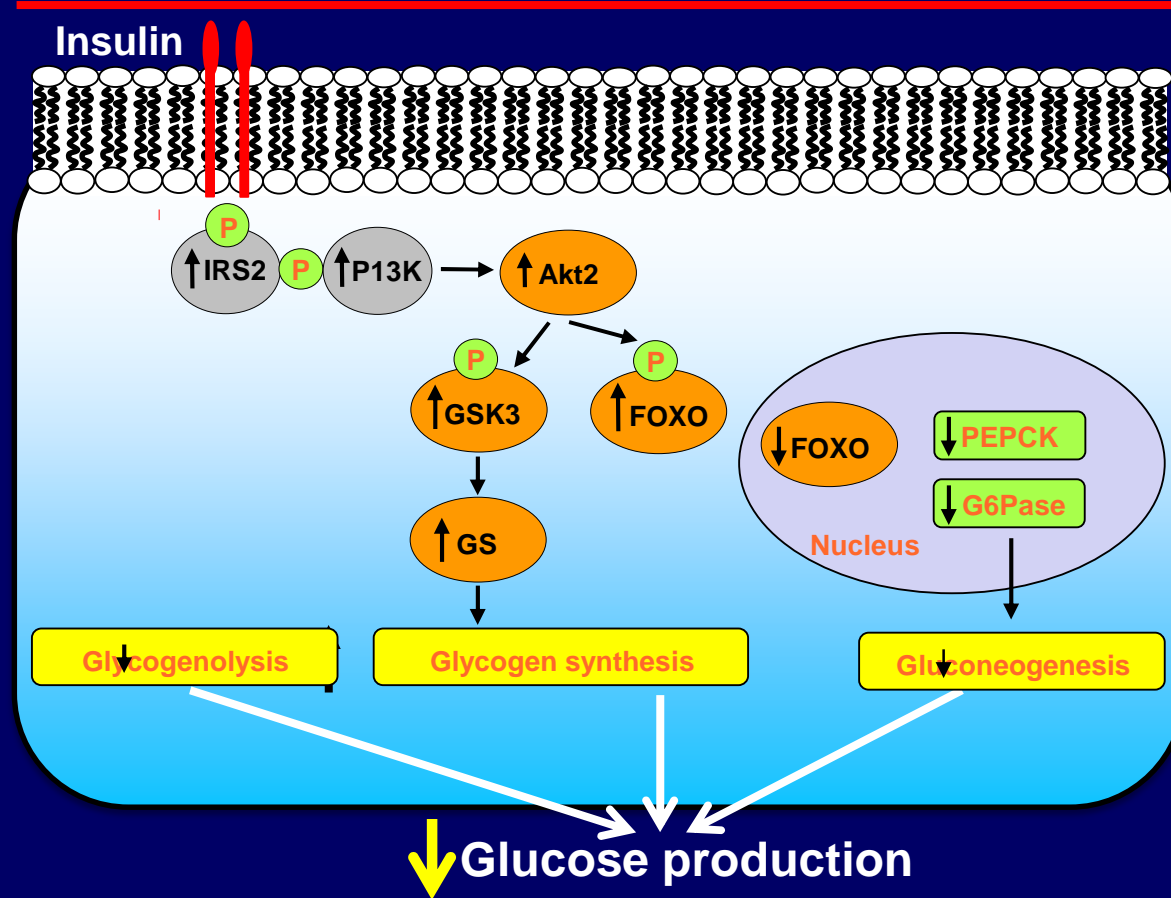 Insulin
P
IRS2
P
P13K
Akt2
P
GSK3
P
FOXO
FOXO
PEPCK
G6Pase
GS
Nucleus
Glycogenolysis
Glycogen synthesis
Gluconeogenesis
Glucose production